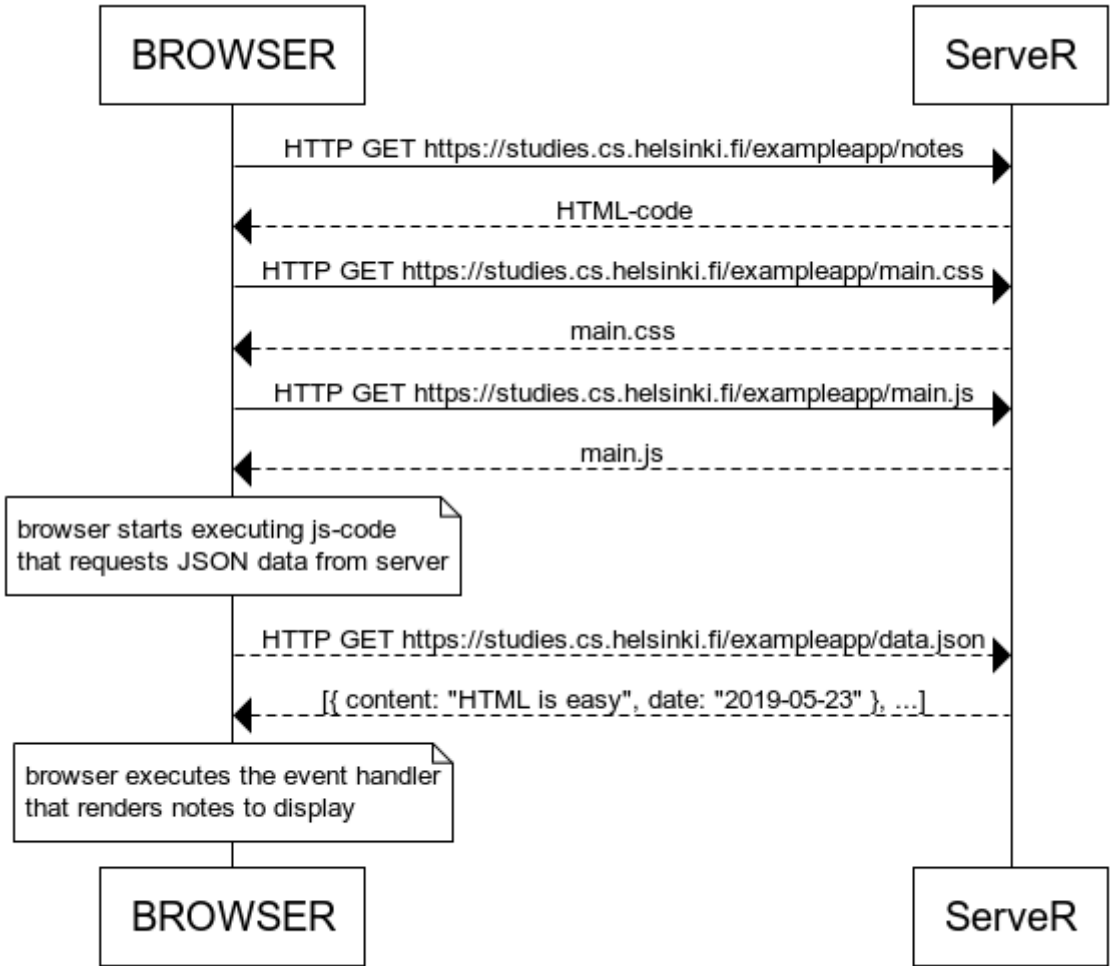 BROWSER
ServeR
HTTP GET https://studies.cs.helsinki.fi/exampleapp/notes
HTML-code
HTTP GET https://studies.cs.helsinki.fi/exampleapp/main.css
main.css
HTTP GET https://studies.cs.helsinki.fi/exampleapp/main.js
main.js
browser starts executing js-code
that requests JSON data from server
HTTP GET https://studies.cs.helsinki.fi/exampleapp/data.json
[{ content: "HTML is easy", date: "2019-05-23" }, ...]
browser executes the event handler
that renders notes to display
BROWSER
ServeR